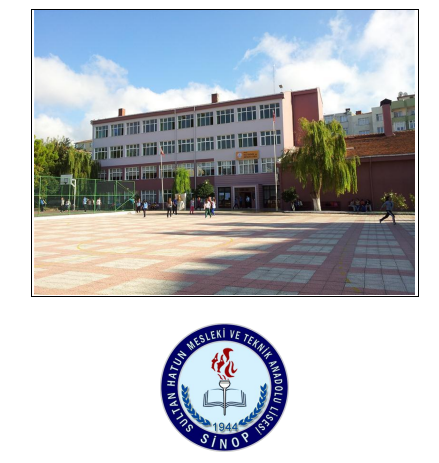 SULTAN HATUN MESLEKİ VE TEKNİK ANADOLU LİSESİ
1944
SİNOP